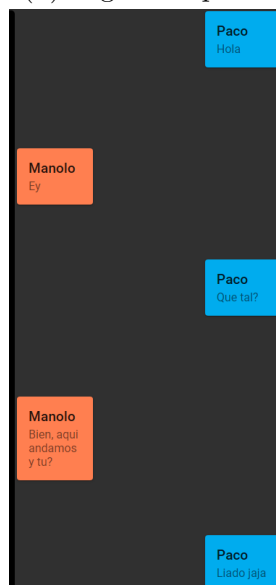 Paco
Hola
Manolo
Ey
Paco
Que tal?
Manolo
Bien, aqui
andamos
y tu?
Paco
Liado jaja